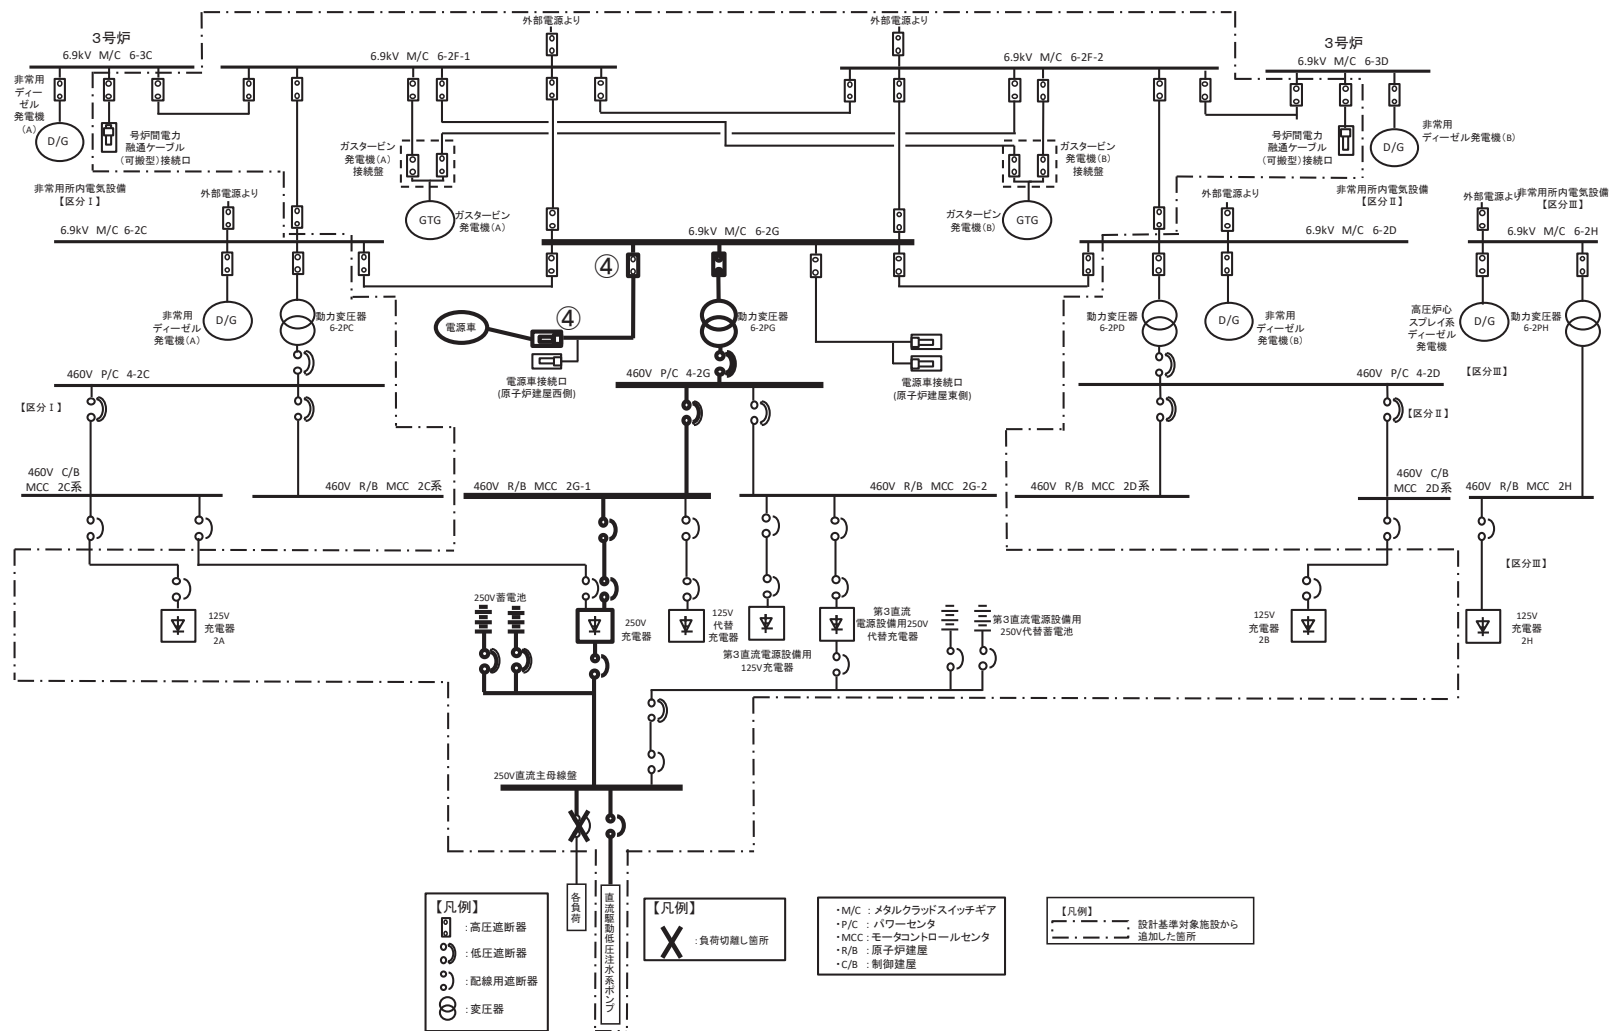 外部電源より
外部電源より
3号炉
6.9kV M/C 6-3C
6.9kV M/C 6-2F-1
6.9kV M/C 6-2F-2
3号炉
6.9kV M/C 6-3D
非常用
ディー
ゼル
発電機
(A)
D/G
号炉間電力
融通ケーブル
(可搬型)接続口
ガスタービン
発電機(A)
接続盤
ガスタービン
発電機(B)
接続盤
号炉間電力
融通ケーブル
(可搬型)接続口
D/G
非常用
ディーゼル発電機(B)
非常用所内電気設備
【区分Ⅰ】
外部電源より
GTG
ガスタービン
発電機(A)
ガスタービン
発電機(B)
GTG
外部電源より
非常用所内電気設備
【区分Ⅱ】
外部電源より
非常用所内電気設備
【区分Ⅲ】
6.9kV M/C 6-2C
6.9kV M/C 6-2G
6.9kV M/C 6-2D
6.9kV M/C 6-2H
④
非常用
ディーゼル
発電機(A)
D/G
動力変圧器
6-2PC
電源車
④
動力変圧器
6-2PG
動力変圧器
6-2PD
D/G
非常用
ディーゼル
発電機(B)
高圧炉心
スプレイ系
ディーゼル
発電機
D/G
動力変圧器
6-2PH
電源車接続口
(原子炉建屋西側)
電源車接続口
(原子炉建屋東側)
460V P/C 4-2C
460V P/C 4-2G
460V P/C 4-2D
【区分Ⅲ】
【区分Ⅰ】
【区分Ⅱ】
460V C/B
MCC 2C系
460V R/B MCC 2C系
460V R/B MCC 2G-1
460V R/B MCC 2G-2
460V R/B MCC 2D系
460V C/B
MCC 2D系
460V R/B MCC 2H
【区分Ⅲ】
125V
充電器
2A
250V蓄電池
250V
充電器
125V
代替
充電器
第3直流電源設備用
125V充電器
第3直流
電源設備用250V
代替充電器
第3直流電源設備用
250V代替蓄電池
125V
充電器
2B
125V
充電器
2H
250V直流主母線盤
各負荷
直流駆動低圧注水系ポンプ
【凡例】
:高圧遮断器
:低圧遮断器
:配線用遮断器
:変圧器
【凡例】
:負荷切離し箇所
・M/C :メタルクラッドスイッチギア
・P/C :パワーセンタ
・MCC :モータコントロールセンタ
・R/B :原子炉建屋
・C/B :制御建屋
【凡例】
:設計基準対象施設から
追加した箇所